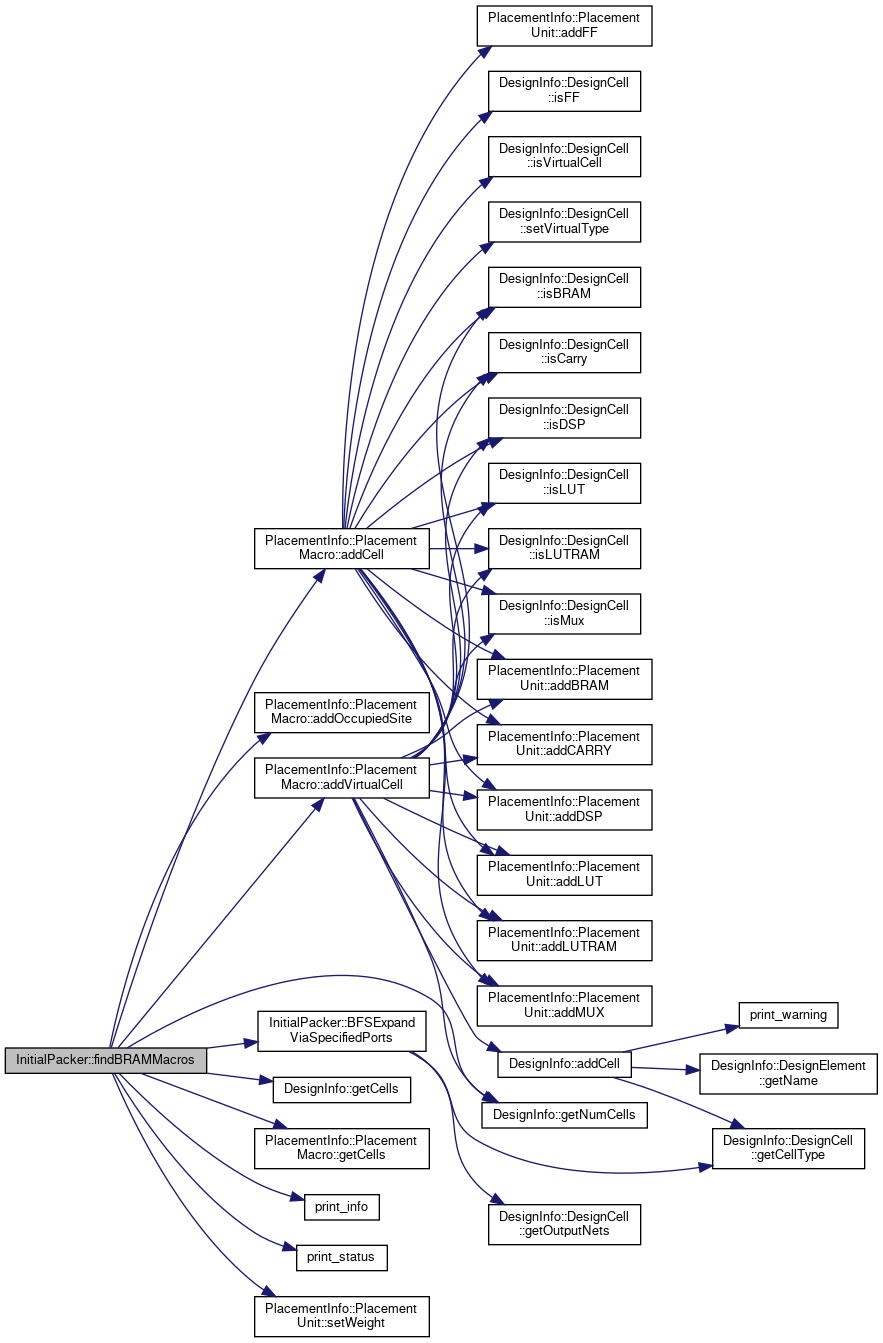 PlacementInfo::Placement
Unit::addFF
DesignInfo::DesignCell
::isFF
DesignInfo::DesignCell
::isVirtualCell
DesignInfo::DesignCell
::setVirtualType
DesignInfo::DesignCell
::isBRAM
DesignInfo::DesignCell
::isCarry
DesignInfo::DesignCell
::isDSP
DesignInfo::DesignCell
::isLUT
PlacementInfo::Placement
Macro::addCell
DesignInfo::DesignCell
::isLUTRAM
DesignInfo::DesignCell
::isMux
PlacementInfo::Placement
Unit::addBRAM
PlacementInfo::Placement
Macro::addOccupiedSite
PlacementInfo::Placement
Unit::addCARRY
PlacementInfo::Placement
Macro::addVirtualCell
PlacementInfo::Placement
Unit::addDSP
PlacementInfo::Placement
Unit::addLUT
PlacementInfo::Placement
Unit::addLUTRAM
PlacementInfo::Placement
Unit::addMUX
print_warning
InitialPacker::BFSExpand
ViaSpecifiedPorts
InitialPacker::findBRAMMacros
DesignInfo::addCell
DesignInfo::DesignElement
::getName
DesignInfo::getCells
DesignInfo::getNumCells
PlacementInfo::Placement
Macro::getCells
DesignInfo::DesignCell
::getCellType
print_info
DesignInfo::DesignCell
::getOutputNets
print_status
PlacementInfo::Placement
Unit::setWeight